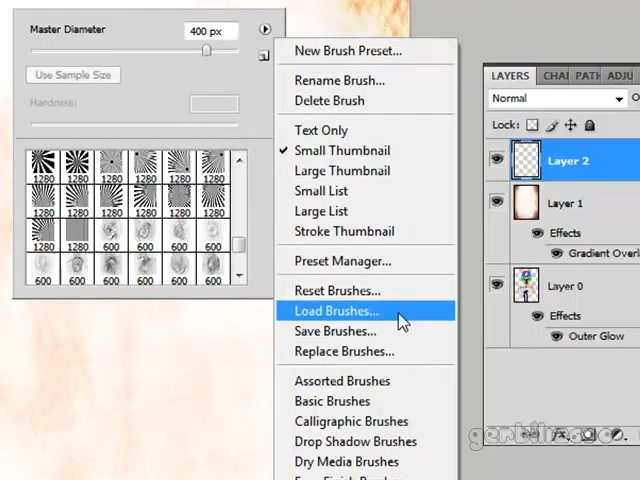 Master Diameter
400 px
Use Sample Size
Hardness:
1280 1280 1280 1280 1280 1280
1280 1280 1280 1280 1280 1280
1280 1280 600 600 600 600
600 600 600 600 600 600
New Brush Preset...
Rename Brush...
Delete Brush
Text Only
Small Thumbnail
Large Thumbnail
Small List
Large List
Stroke Thumbnail
Preset Manager...
Reset Brushes...
Load Brushes...
Save Brushes...
Replace Brushes...
Assorted Brushes
Basic Brushes
Calligraphic Brushes
Drop Shadow Brushes
Dry Media Brushes
LAYERS CHAI PATH ADJU
Normal
Lock:
Layer 2
Layer 1
Effects
Gradient Overla
Layer 0
Effects
Outer Glow